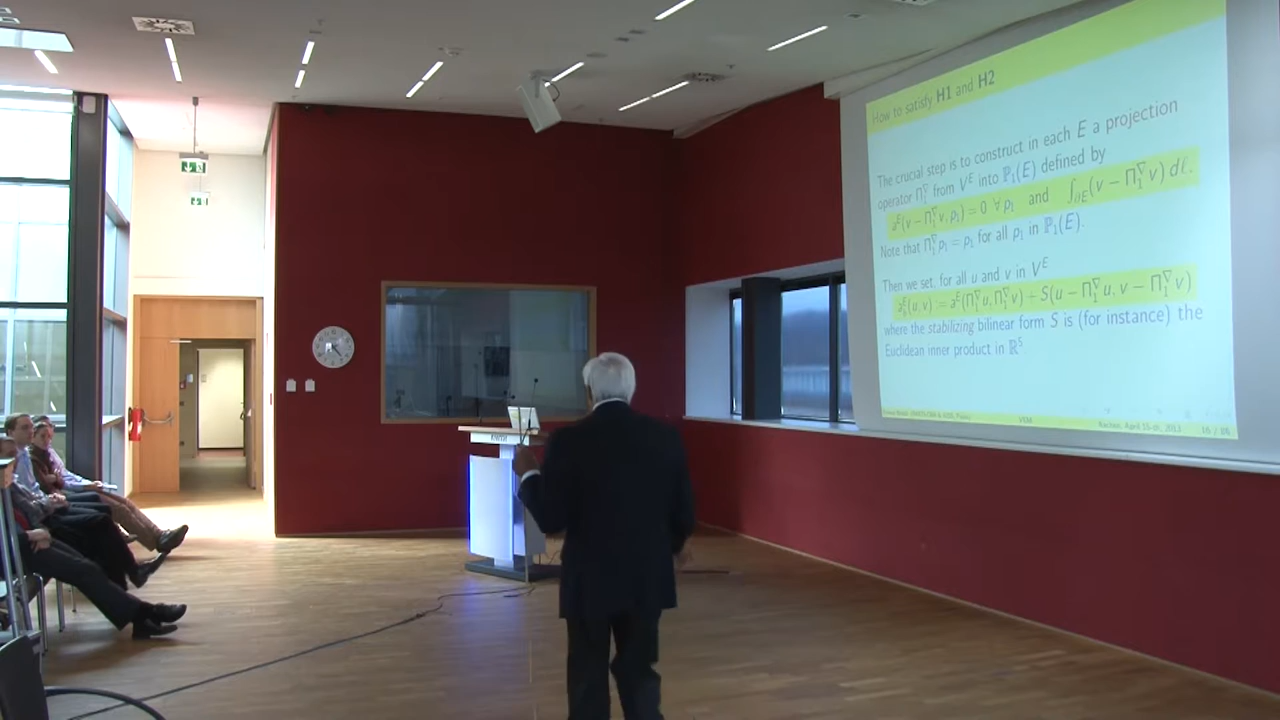 How to satisfy H1 and H2
The crucial step is to construct in each E a projection
operator Π₁^∇ from V^E into ℙ₁(E) defined by
a^E(v − Π₁^∇ v, p₁) = 0 ∀ p₁ and ∫_∂E (v − Π₁^∇ v) dℓ.
Note that Π₁^∇ p₁ = p₁ for all p₁ in ℙ₁(E).
Then we set, for all u and v in V^E
a_h^E(u, v) := a^E(Π₁^∇ u, Π₁^∇ v) + S(u − Π₁^∇ u, v − Π₁^∇ v)
where the stabilizing bilinear form S is (for instance) the
Euclidean inner product in ℝ⁵
VEM
Aachen, April 2013